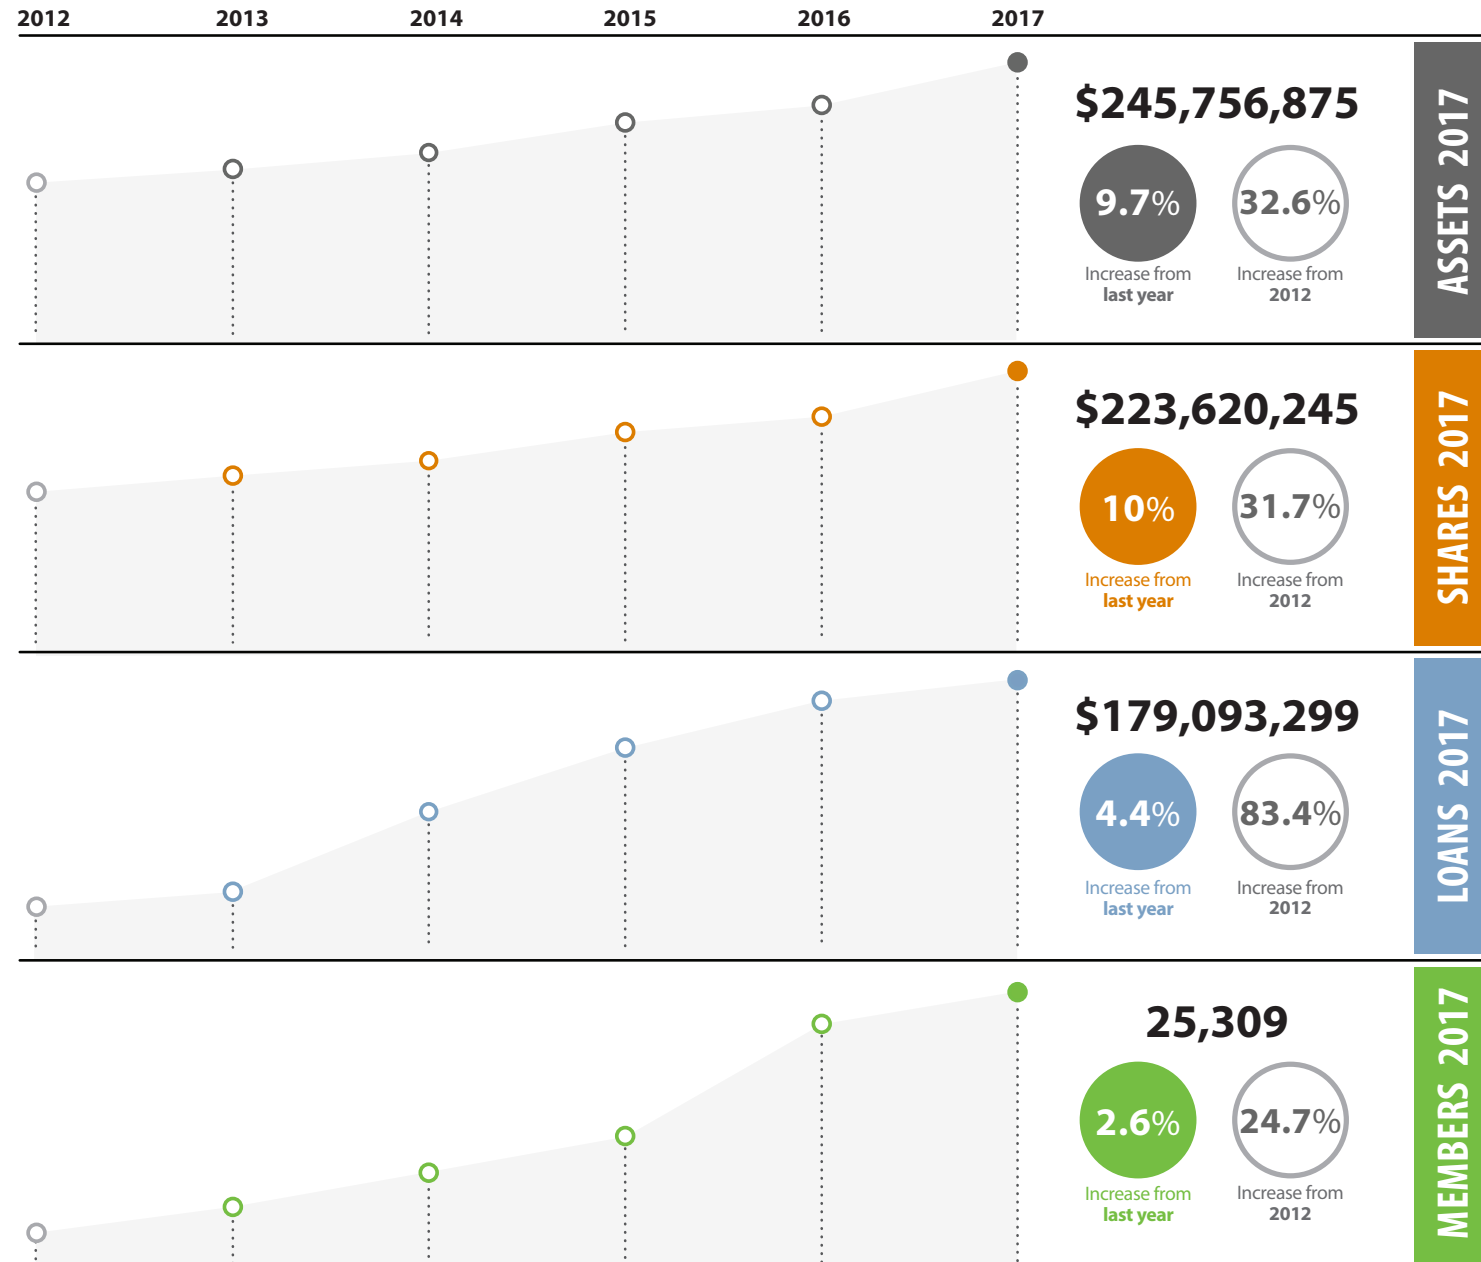 2012 2013 2014 2015 2016 2017
$245,756,875
9.7% 32.6%
Increase from Increase from
last year 2012
ASSETS 2017
$223,620,245
10% 31.7%
Increase from Increase from
last year 2012
SHARES 2017
$179,093,299
4.4% 83.4%
Increase from Increase from
last year 2012
LOANS 2017
25,309
2.6% 24.7%
Increase from Increase from
last year 2012
MEMBERS 2017